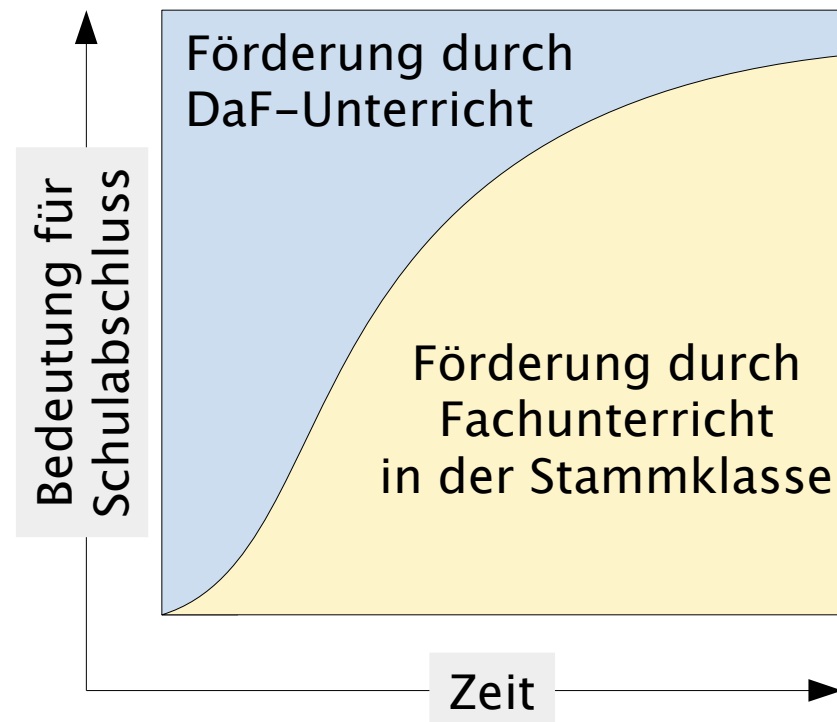 Förderung durch
DaF-Unterricht
Bedeutung für
Schulabschluss
Förderung durch
Fachunterricht
in der Stammklasse
Zeit